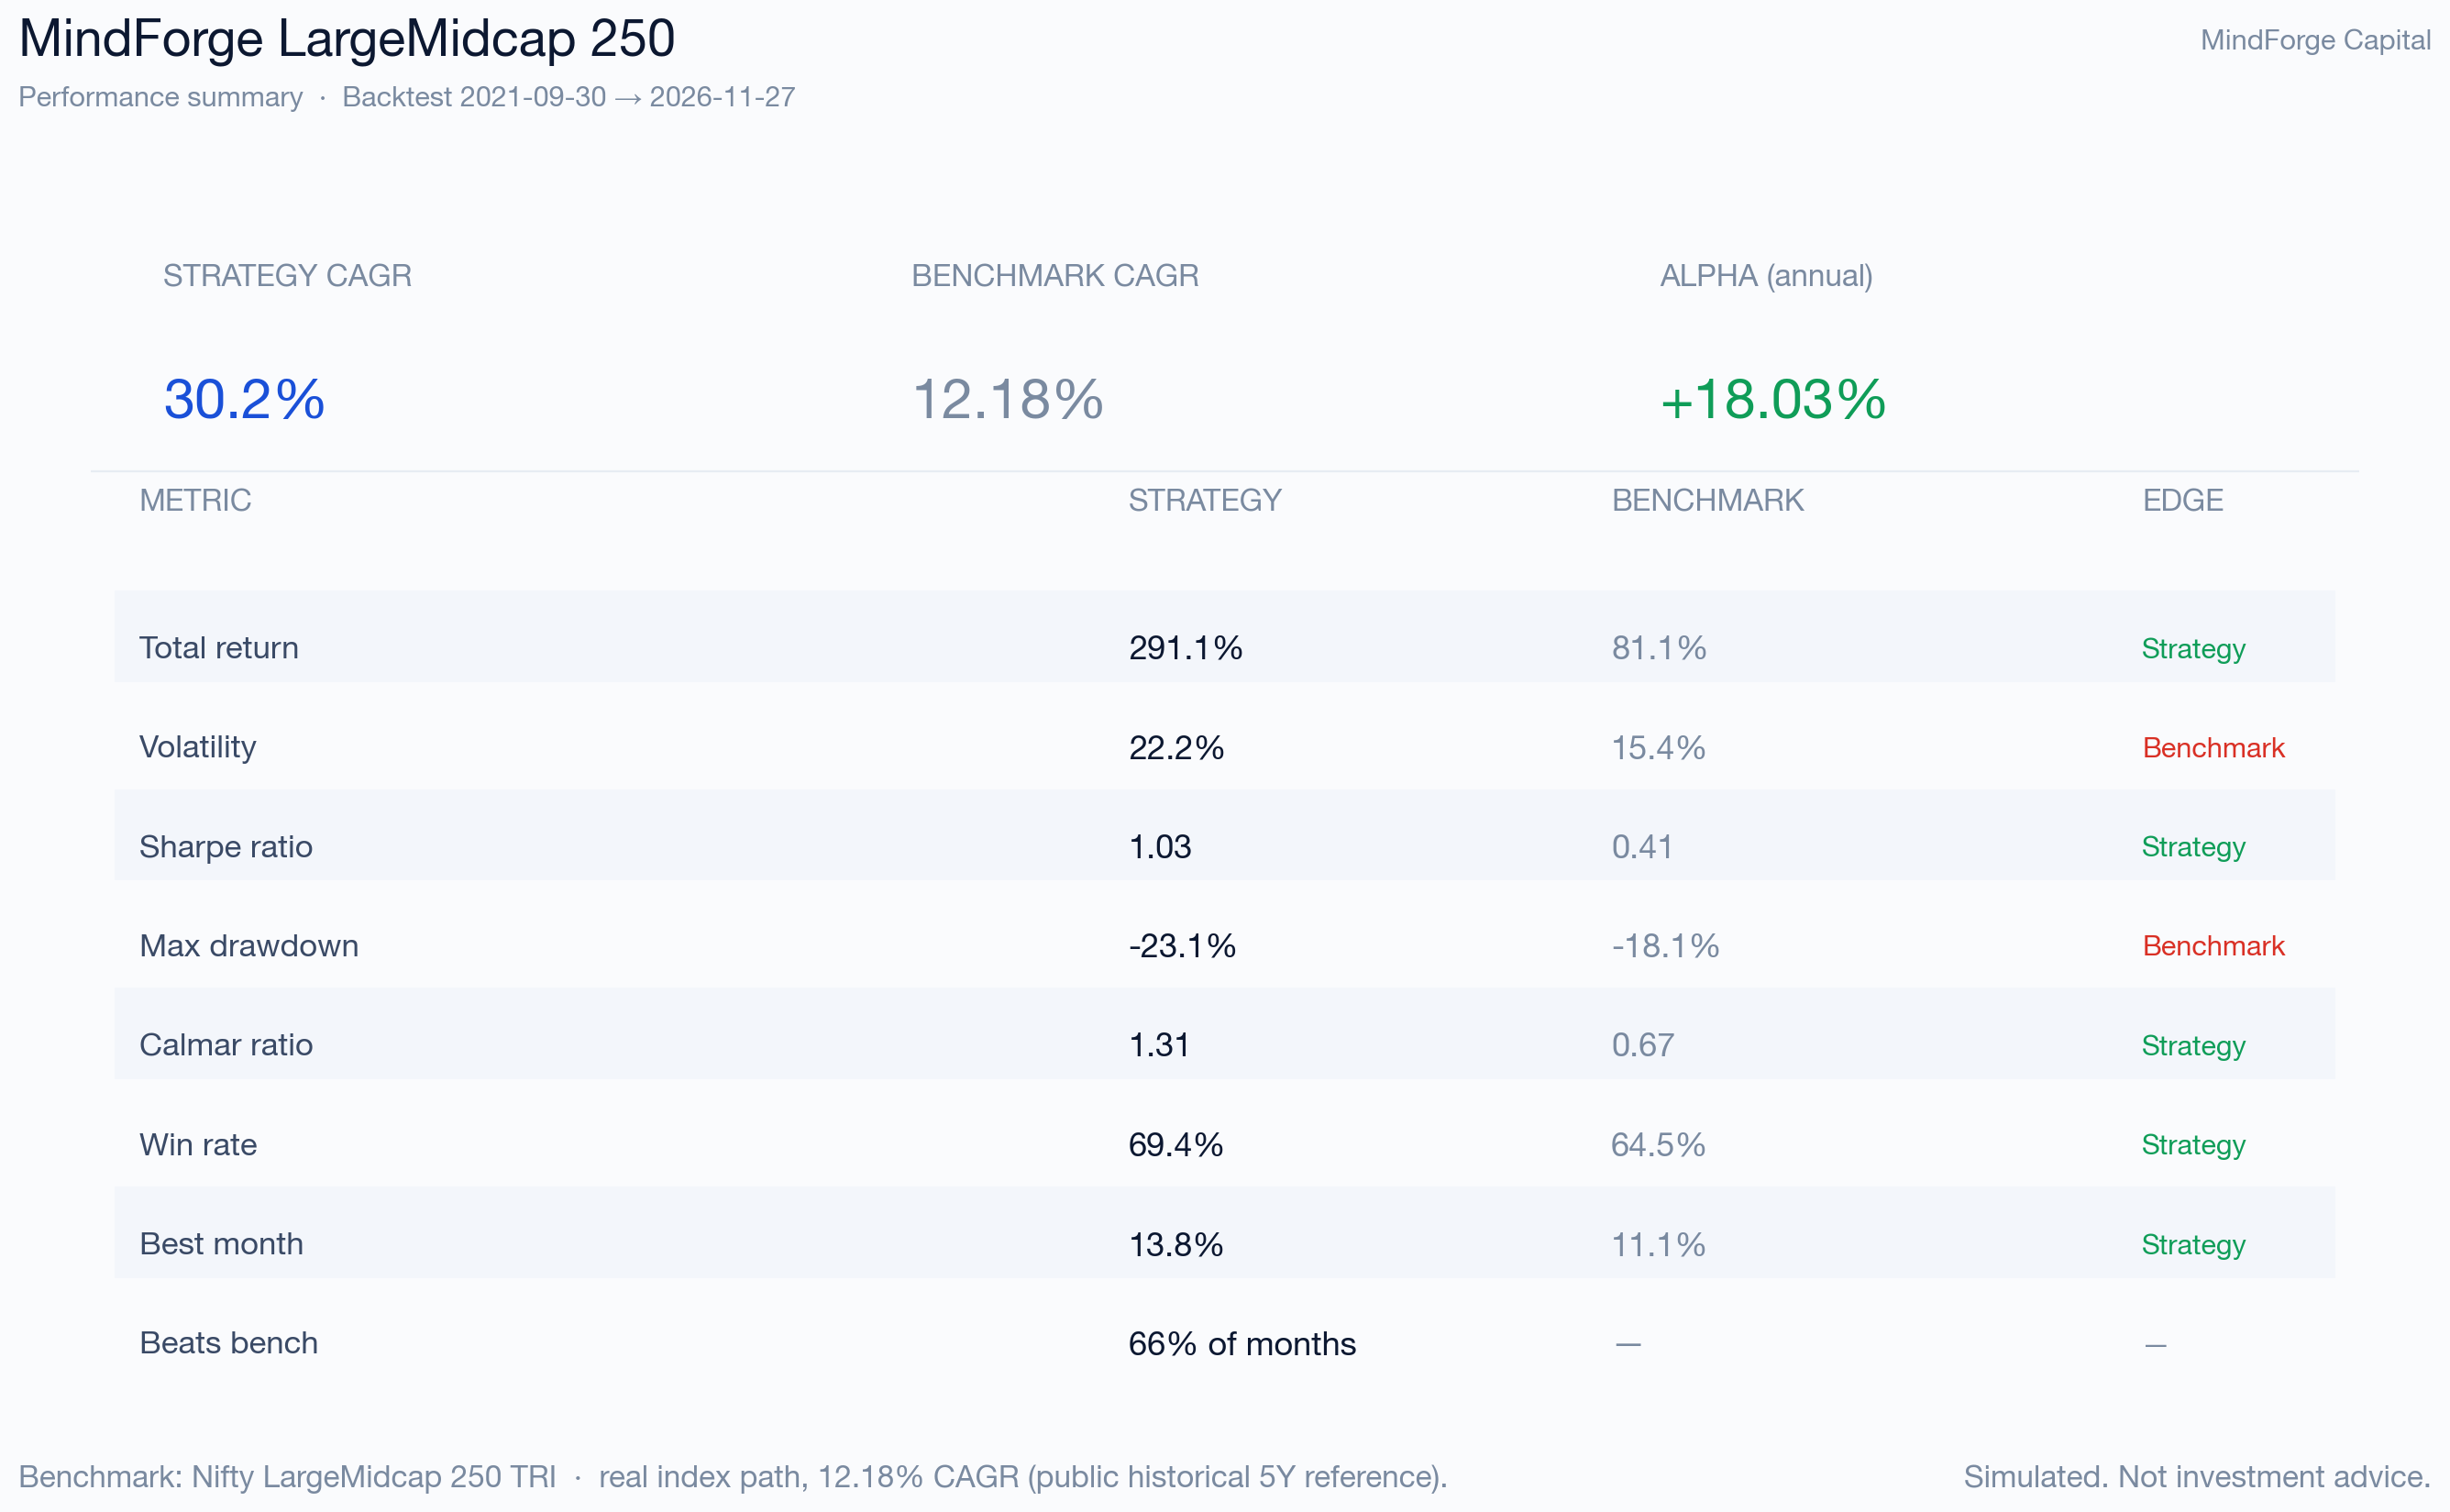 MindForge LargeMidcap 250
MindForge Capital
Performance summary · Backtest 2021-09-30 → 2026-11-27
STRATEGY CAGR BENCHMARK CAGR ALPHA (annual)
30.2% 12.18% +18.03%
METRIC STRATEGY BENCHMARK EDGE
Total return 291.1% 81.1% Strategy
Volatility 22.2% 15.4% Benchmark
Sharpe ratio 1.03 0.41 Strategy
Max drawdown -23.1% -18.1% Benchmark
Calmar ratio 1.31 0.67 Strategy
Win rate 69.4% 64.5% Strategy
Best month 13.8% 11.1% Strategy
Beats bench 66% of months — —
Benchmark: Nifty LargeMidcap 250 TRI · real index path, 12.18% CAGR (public historical 5Y reference).
Simulated. Not investment advice.